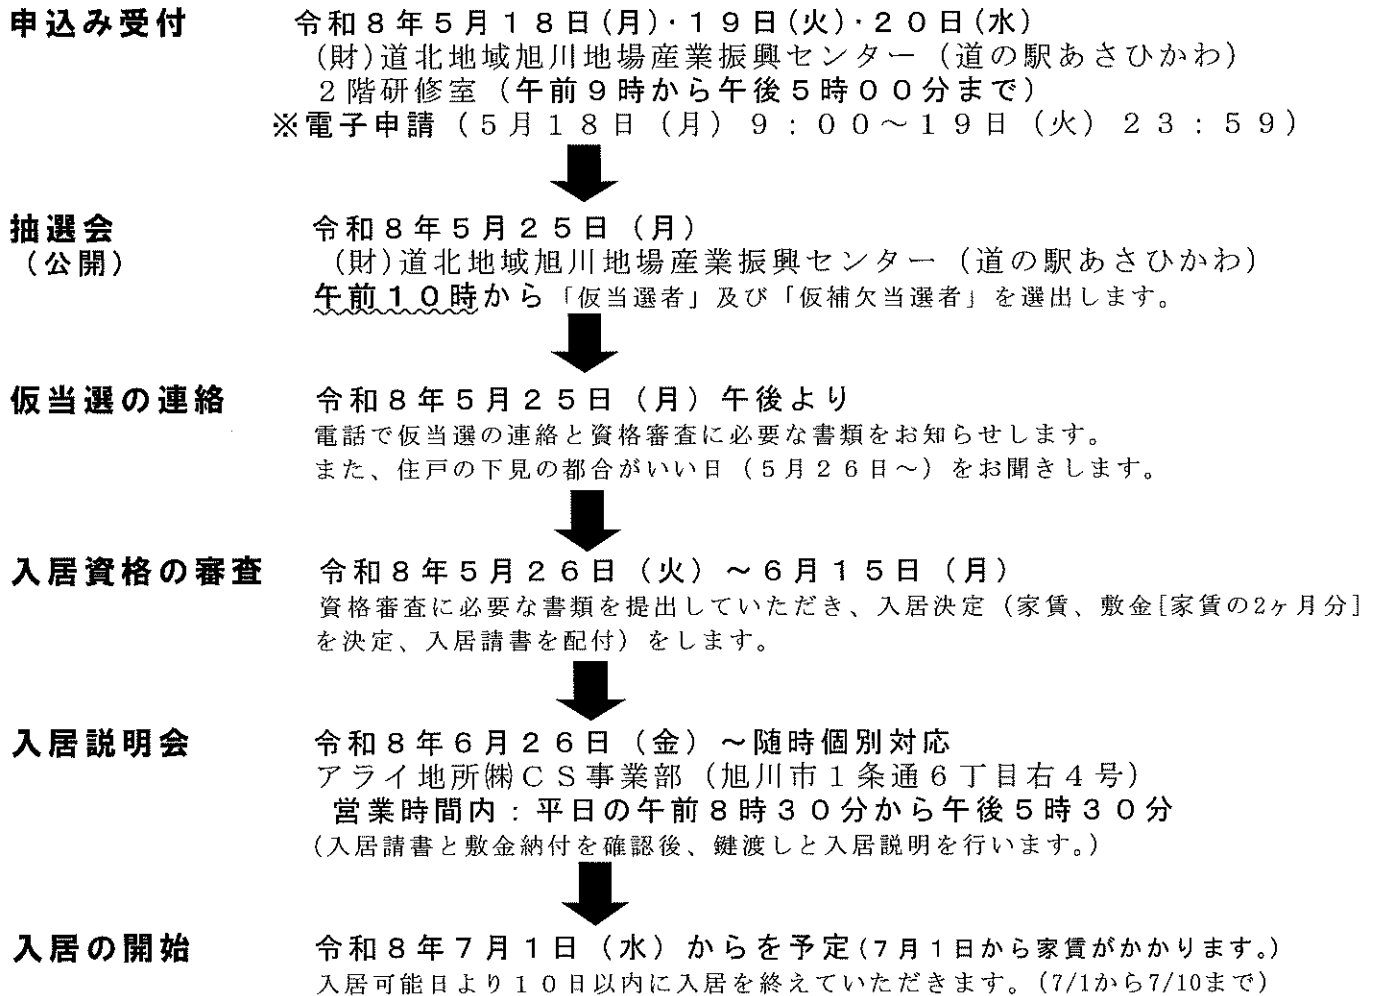 申込み受付 令和８年５月１８日(月)･１９日(火)･２０日(水)
(財)道北地域旭川地場産業振興センター（道の駅あさひかわ）
２階研修室（午前９時から午後５時００分まで）
※電子申請（５月１８日（月）９：００～１９日（火）２３：５９）
抽選会 令和８年５月２５日（月）
（公開） (財)道北地域旭川地場産業振興センター（道の駅あさひかわ）
午前１０時から「仮当選者」及び「仮補欠当選者」を選出します。
仮当選の連絡 令和８年５月２５日（月）午後より
電話で仮当選の連絡と資格審査に必要な書類をお知らせします。
また、住戸の下見の都合がいい日（５月２６日～）をお聞きします。
入居資格の審査 令和８年５月２６日（火）～６月１５日（月）
資格審査に必要な書類を提出していただき、入居決定（家賃、敷金[家賃の2ヶ月分]
を決定、入居請書を配付）をします。
入居説明会 令和８年６月２６日（金）～随時個別対応
アライ地所㈱ＣＳ事業部（旭川市１条通６丁目右４号）
営業時間内：平日の午前８時３０分から午後５時３０分
(入居請書と敷金納付を確認後、鍵渡しと入居説明を行います。)
入居の開始 令和８年７月１日（水）からを予定(７月１日から家賃がかかります。)
入居可能日より１０日以内に入居を終えていただきます。(7/1から7/10まで)